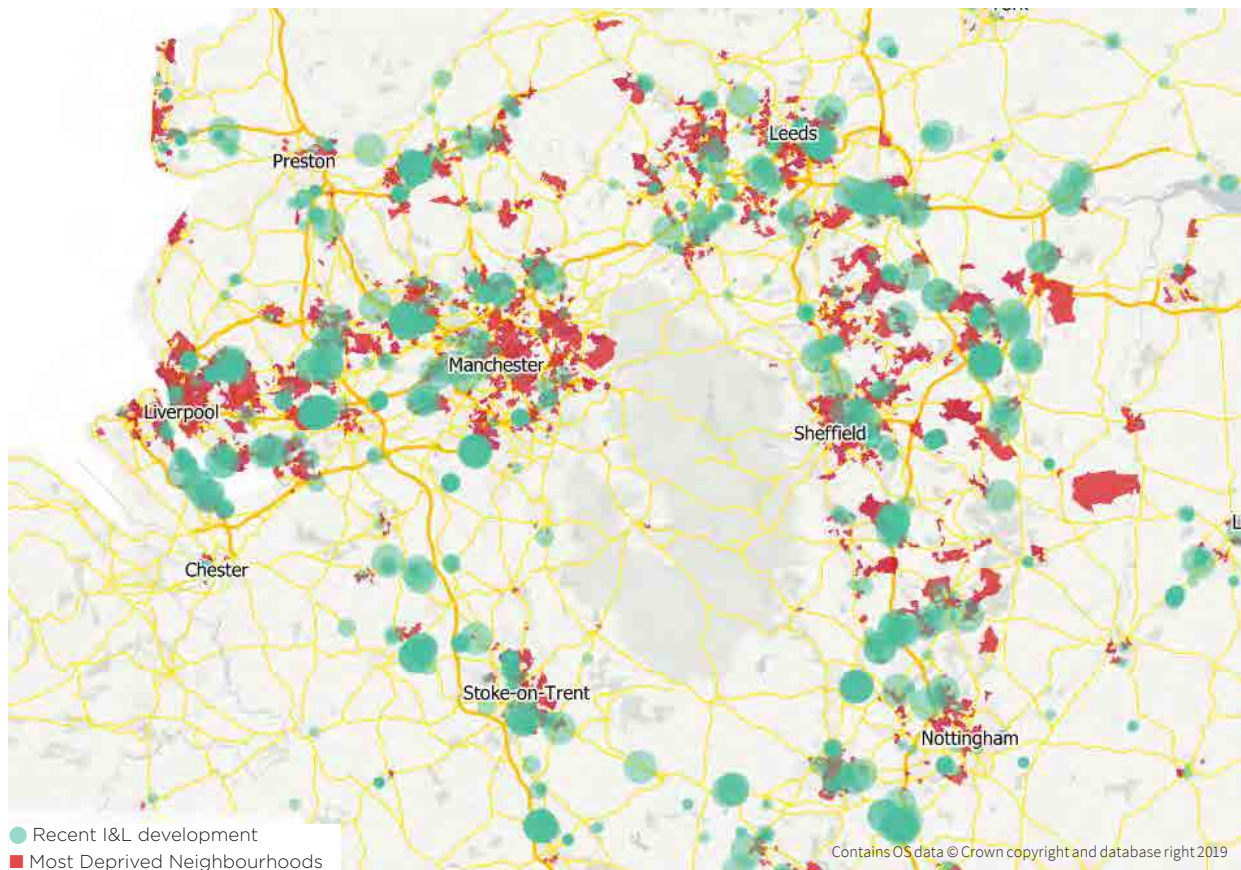 Leeds
Preston
Manchester
Liverpool
Sheffield
Chester
Stoke-on-Trent
Nottingham
Recent I&L development
Most Deprived Neighbourhoods
Contains OS data © Crown copyright and database right 2019